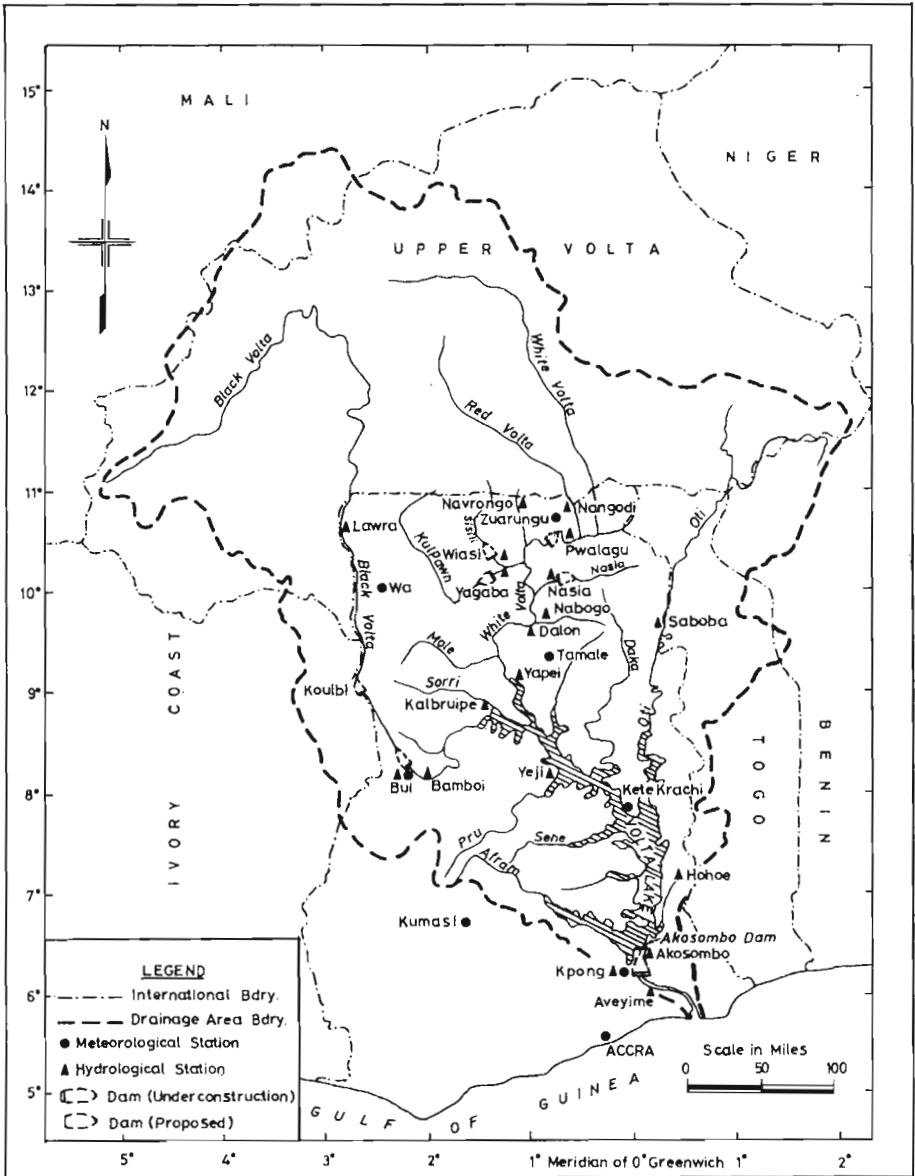 15°
MALI
N
NIGER
14°
UPPER VOLTA
13°
12°
Black Volta
White Volta
Red Volta
11°
Navrongo
Nangodi
Zuarungu
Lawra
Sisili
Kulpawn
Wiasi
Pwalagu
Oti
10°
Wa
Yagaba
Nasia
Nasia
Black Volta
White Volta
Nabogo
Dalon
Saboba
Mole
Tamale
Daka
Yapei
9°
Koulbi
Sorri
Kalbruipe
IVORY COAST
BENIN
TOGO
8°
Bui
Bamboi
Yeji
Kete Krachi
VOLTA LAKE
Pru
Sene
Afram
7°
Hohoe
Kumasi
Akosombo Dam
Akosombo
Kpong
6°
Aveyime
ACCRA
5°
GULF OF GUINEA
LEGEND
International Bdry.
Drainage Area Bdry.
Meteorological Station
Hydrological Station
Dam (Underconstruction)
Dam (Proposed)
Scale in Miles
0 50 100
5° 4° 3° 2° 1° Meridian of 0° Greenwich 1° 2°